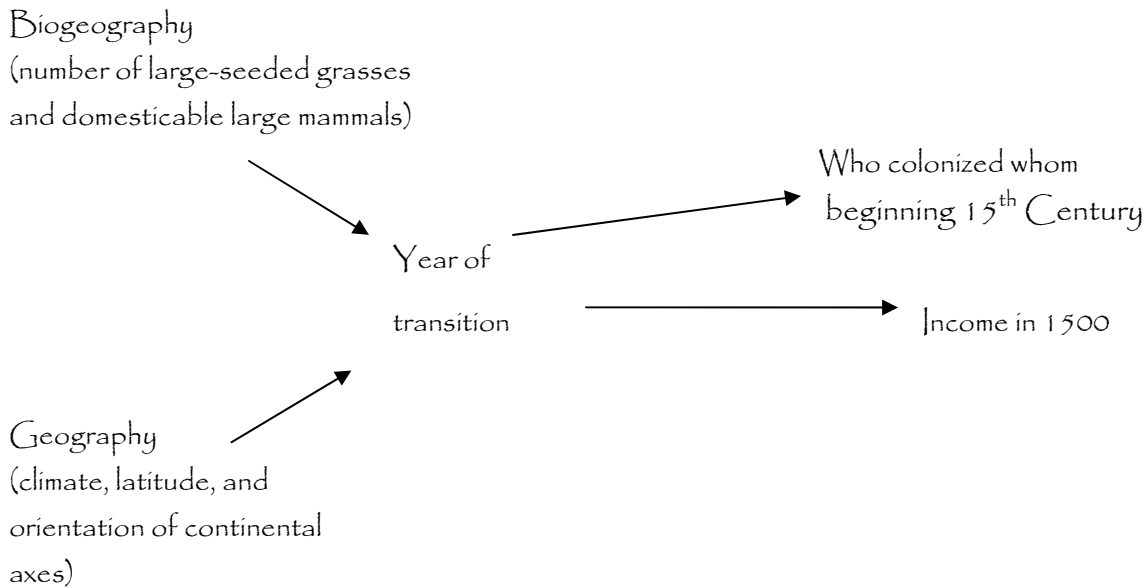 Biogeography
(number of large-seeded grasses
and domesticable large mammals)
Who colonized whom
beginning 15th Century
Year of
transition
Income in 1500
Geography
(climate, latitude, and
orientation of continental
axes)